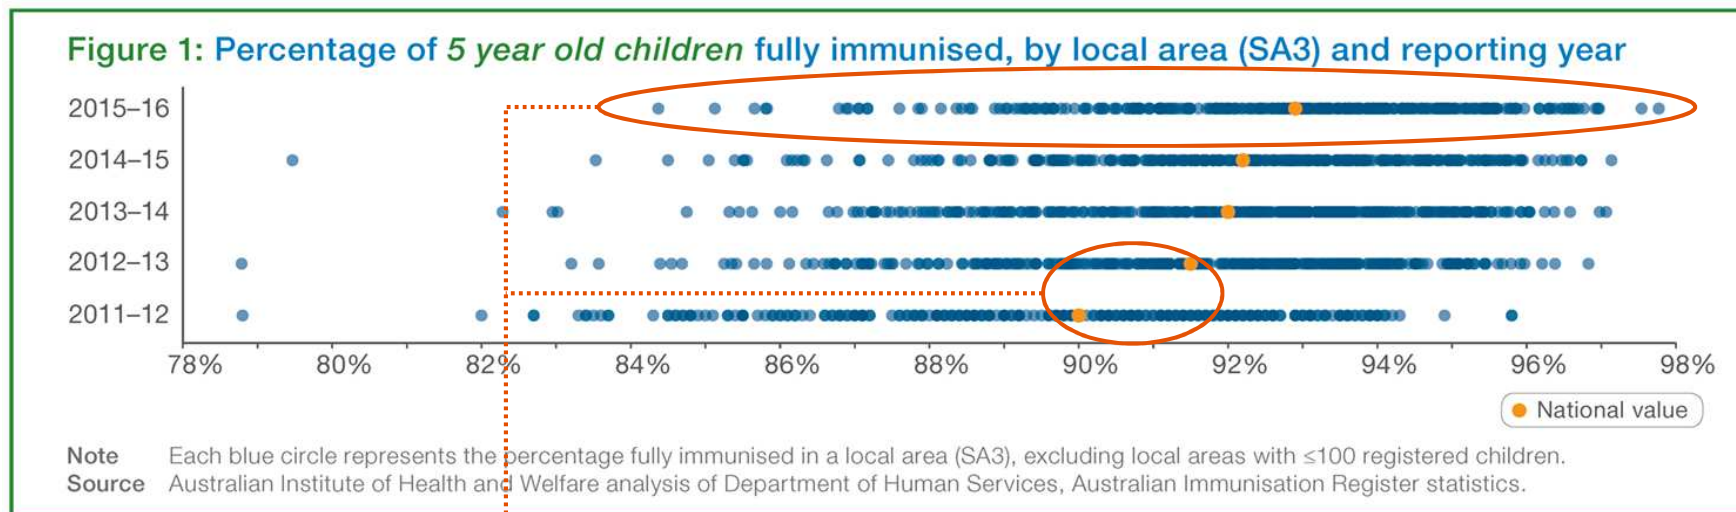 Figure 1: Percentage of 5 year old children fully immunised, by local area (SA3) and reporting year
2015–16
2014–15
2013–14
2012–13
2011–12
78% 80% 82% 84% 86% 88% 90% 92% 94% 96% 98%
National value
Note Each blue circle represents the percentage fully immunised in a local area (SA3), excluding local areas with ≤100 registered children.
Source Australian Institute of Health and Welfare analysis of Department of Human Services, Australian Immunisation Register statistics.